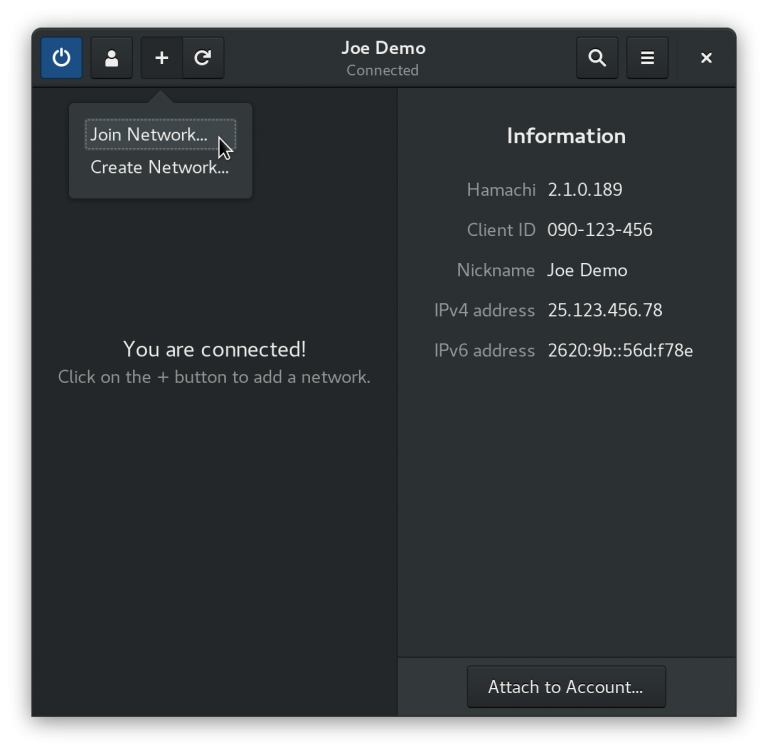 Joe Demo
Connected
Join Network...
Create Network...
You are connected!
Click on the + button to add a network.
Information
Hamachi 2.1.0.189
Client ID 090-123-456
Nickname Joe Demo
IPv4 address 25.123.456.78
IPv6 address 2620:9b::56d:f78e
Attach to Account...